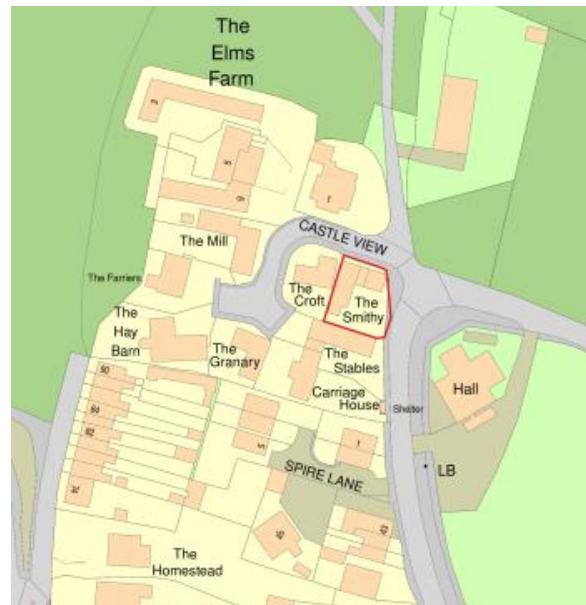 The
Elms
Farm
The Mill
CASTLE VIEW
The Farriers
The
Croft
The
Smithy
The
Hay
Barn
The
Granary
The
Stables
Carriage
House
Shelter
Hall
LB
SPIRE LANE
The
Homestead